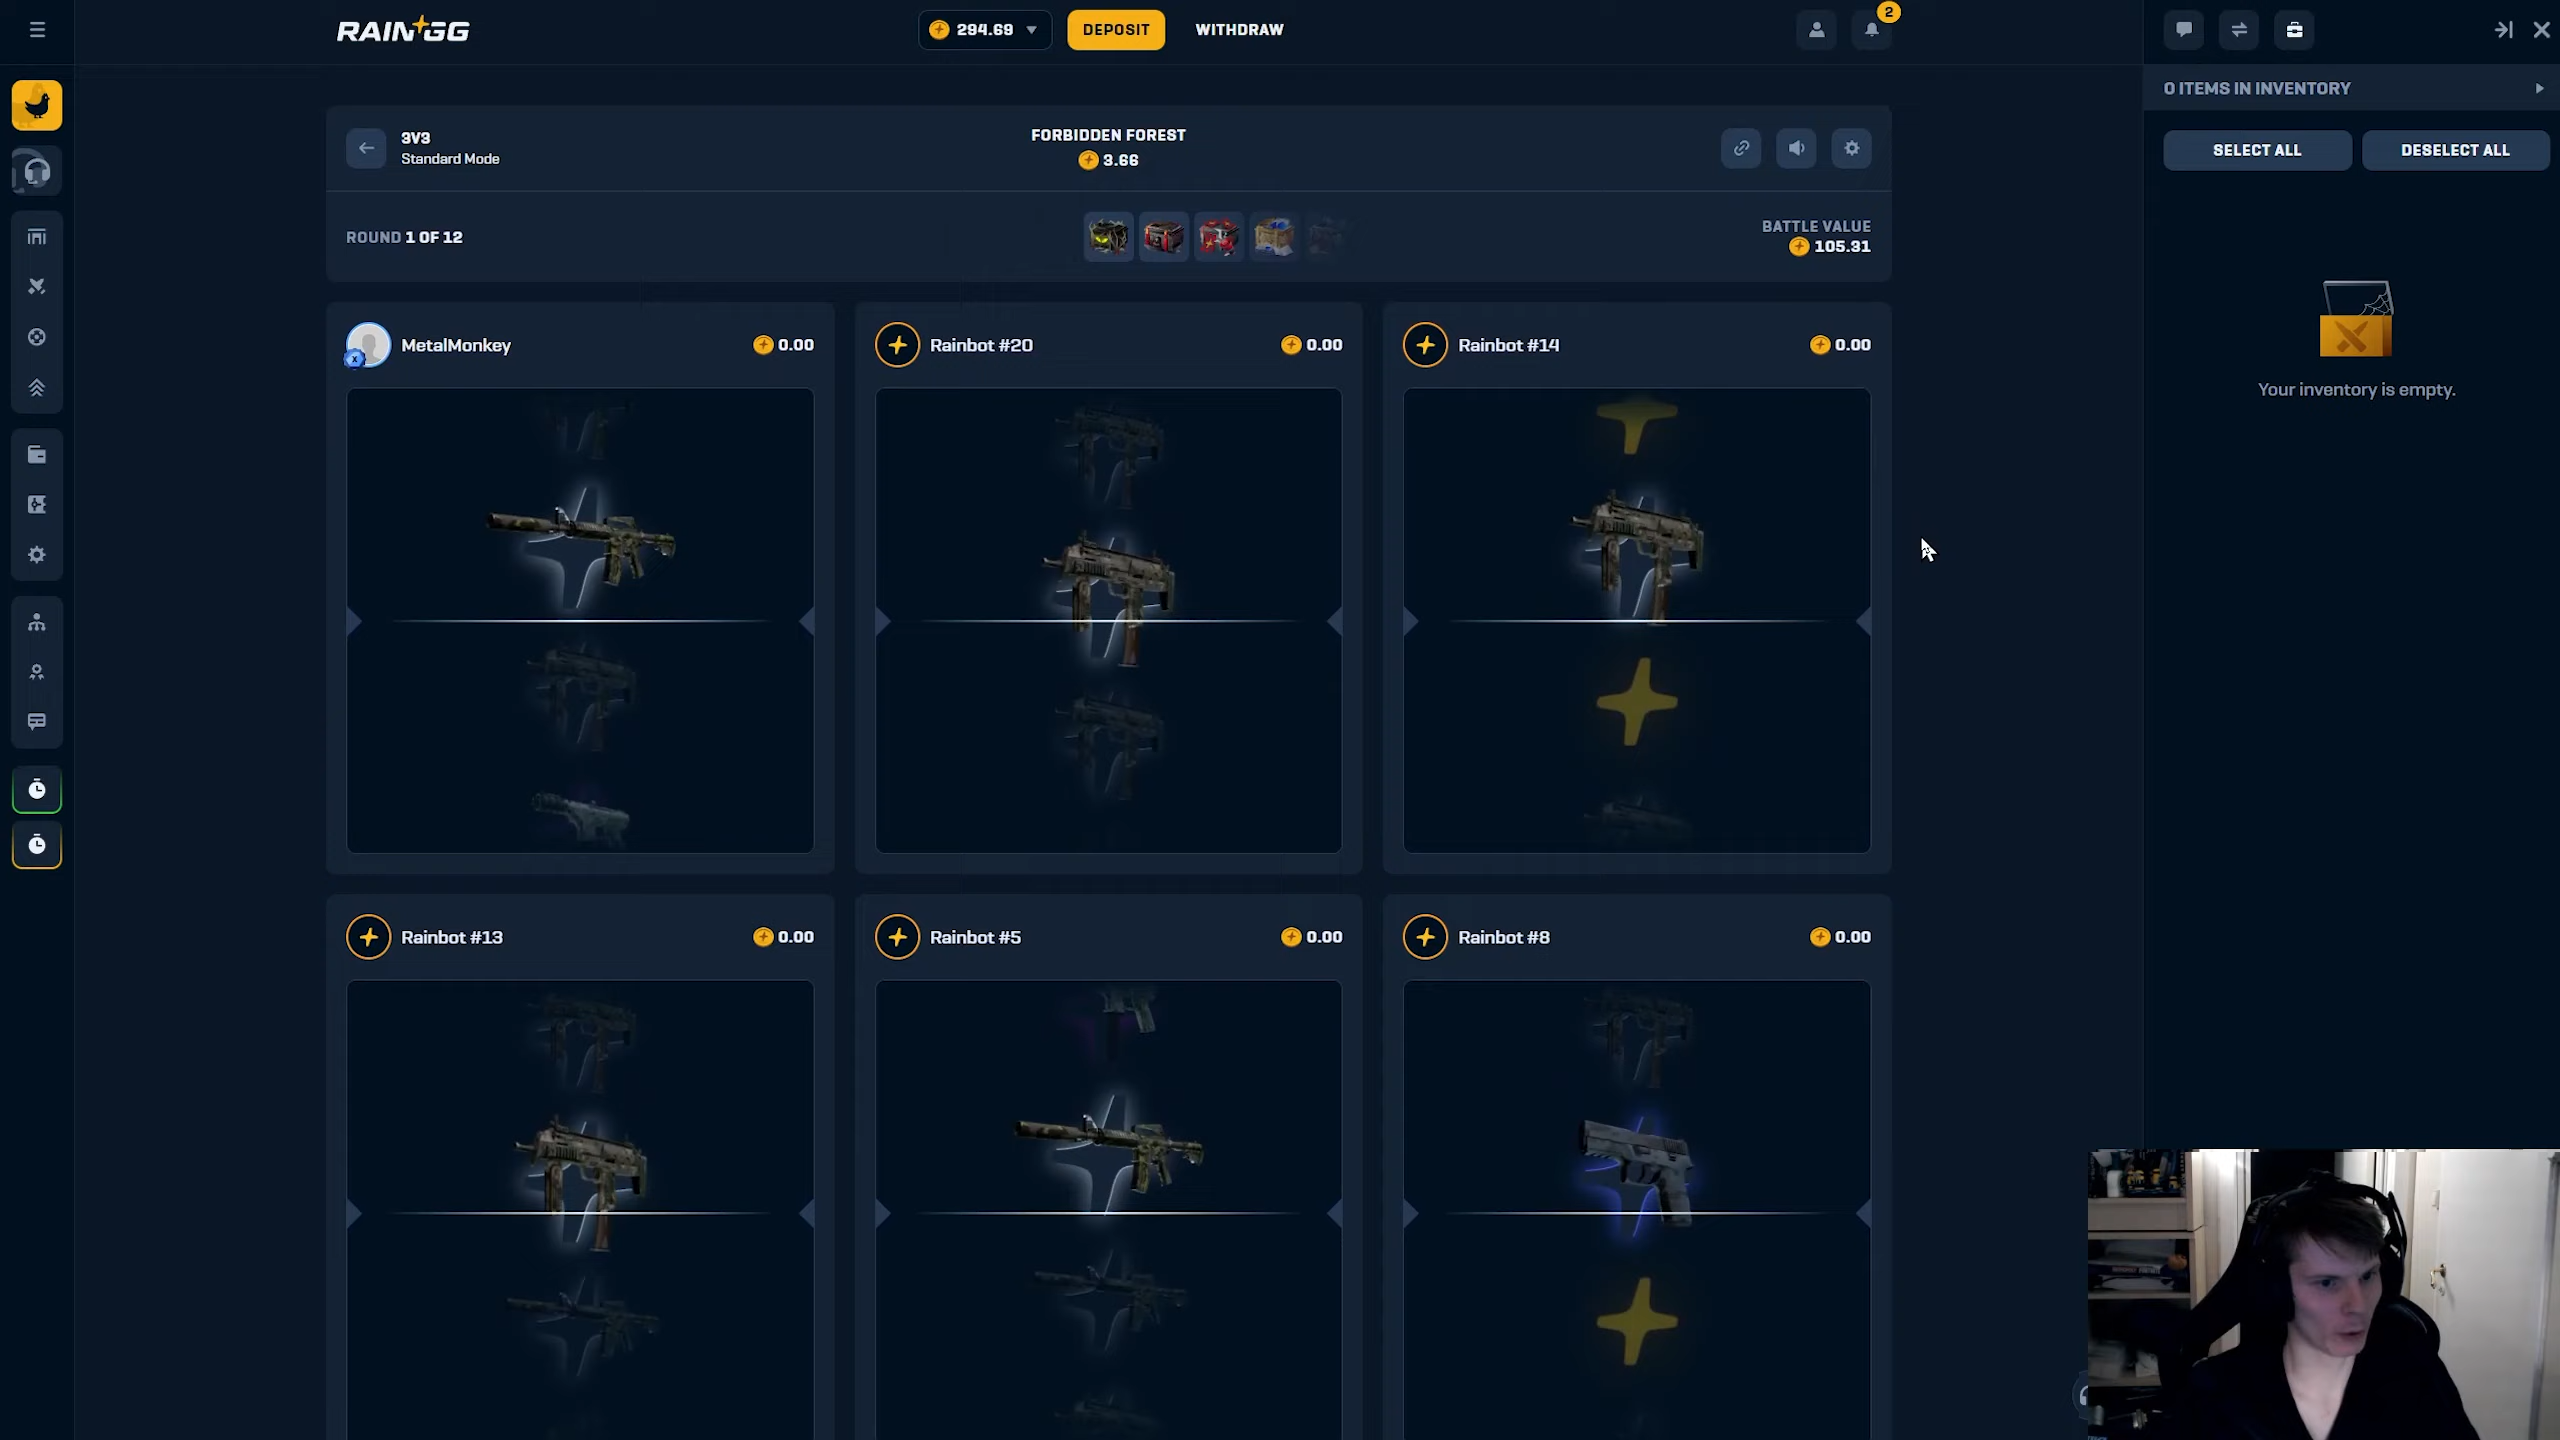 RAIN GG
294.69
DEPOSIT
WITHDRAW
2
0 ITEMS IN INVENTORY
SELECT ALL
DESELECT ALL
Your inventory is empty.
3V3
Standard Mode
FORBIDDEN FOREST
3.66
ROUND 1 OF 12
BATTLE VALUE
105.31
MetalMonkey
0.00
Rainbot #20
0.00
Rainbot #14
0.00
Rainbot #13
0.00
Rainbot #5
0.00
Rainbot #8
0.00